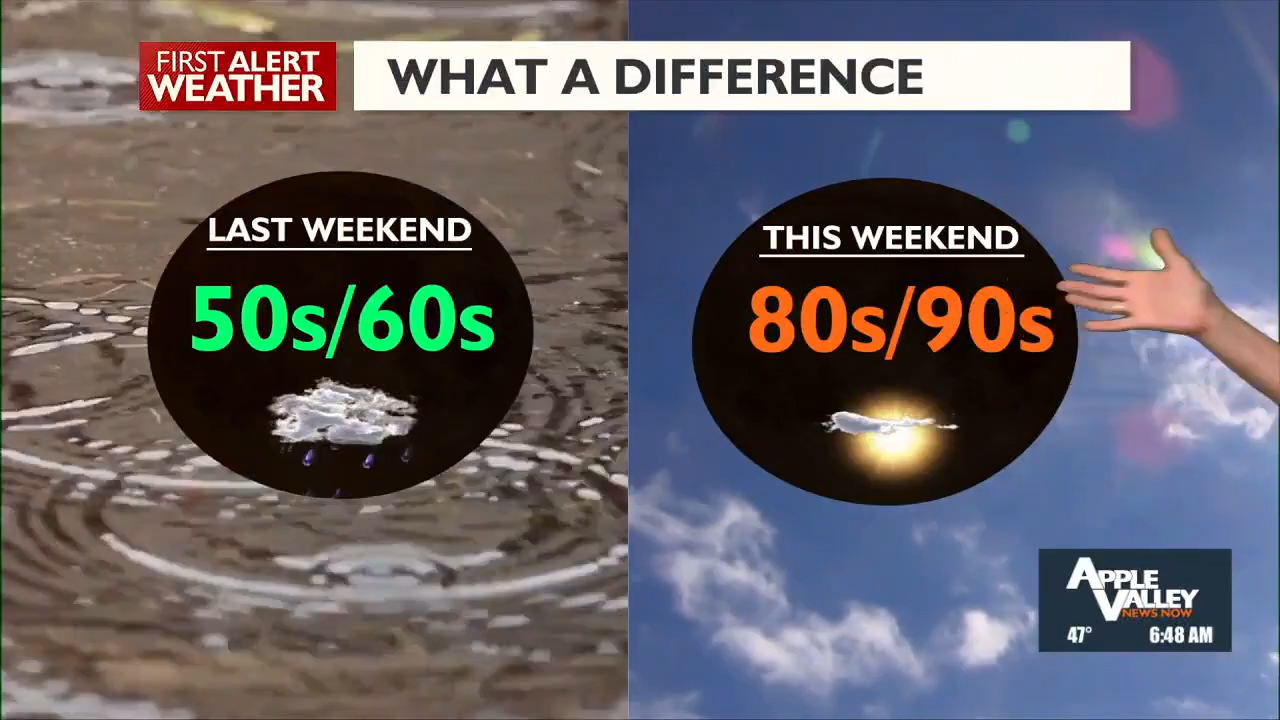 FIRST ALERT
WEATHER
WHAT A DIFFERENCE
LAST WEEKEND
50s/60s
THIS WEEKEND
80s/90s
APPLE
VALLEY
NEWS NOW
47° 6:48 AM